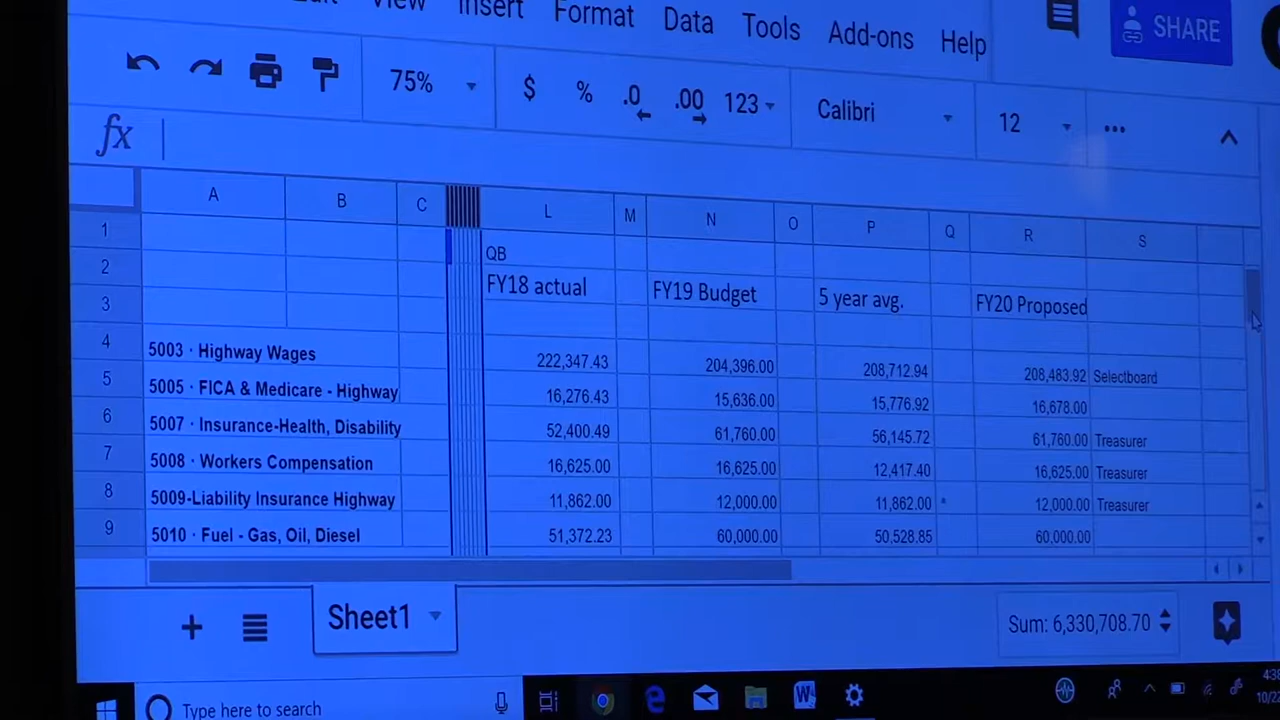 View Insert Format Data Tools Add-ons Help SHARE
75% $ % .0 .00 123 Calibri 12 ...
fx
A B C L M N O P Q R S
1
2 QB
3 FY18 actual FY19 Budget 5 year avg. FY20 Proposed
4 5003 · Highway Wages 222,347.43 204,396.00 208,712.94 208,483.92 Selectboard
5 5005 · FICA & Medicare - Highway 16,276.43 15,636.00 15,776.92 16,678.00
6 5007 · Insurance-Health, Disability 52,400.49 61,760.00 56,145.72 61,760.00 Treasurer
7 5008 · Workers Compensation 16,625.00 16,625.00 12,417.40 16,625.00 Treasurer
8 5009-Liability Insurance Highway 11,862.00 12,000.00 11,862.00 * 12,000.00 Treasurer
9 5010 · Fuel - Gas, Oil, Diesel 51,372.23 60,000.00 50,528.85 60,000.00
+ Sheet1 Sum: 6,330,708.70
Type here to search